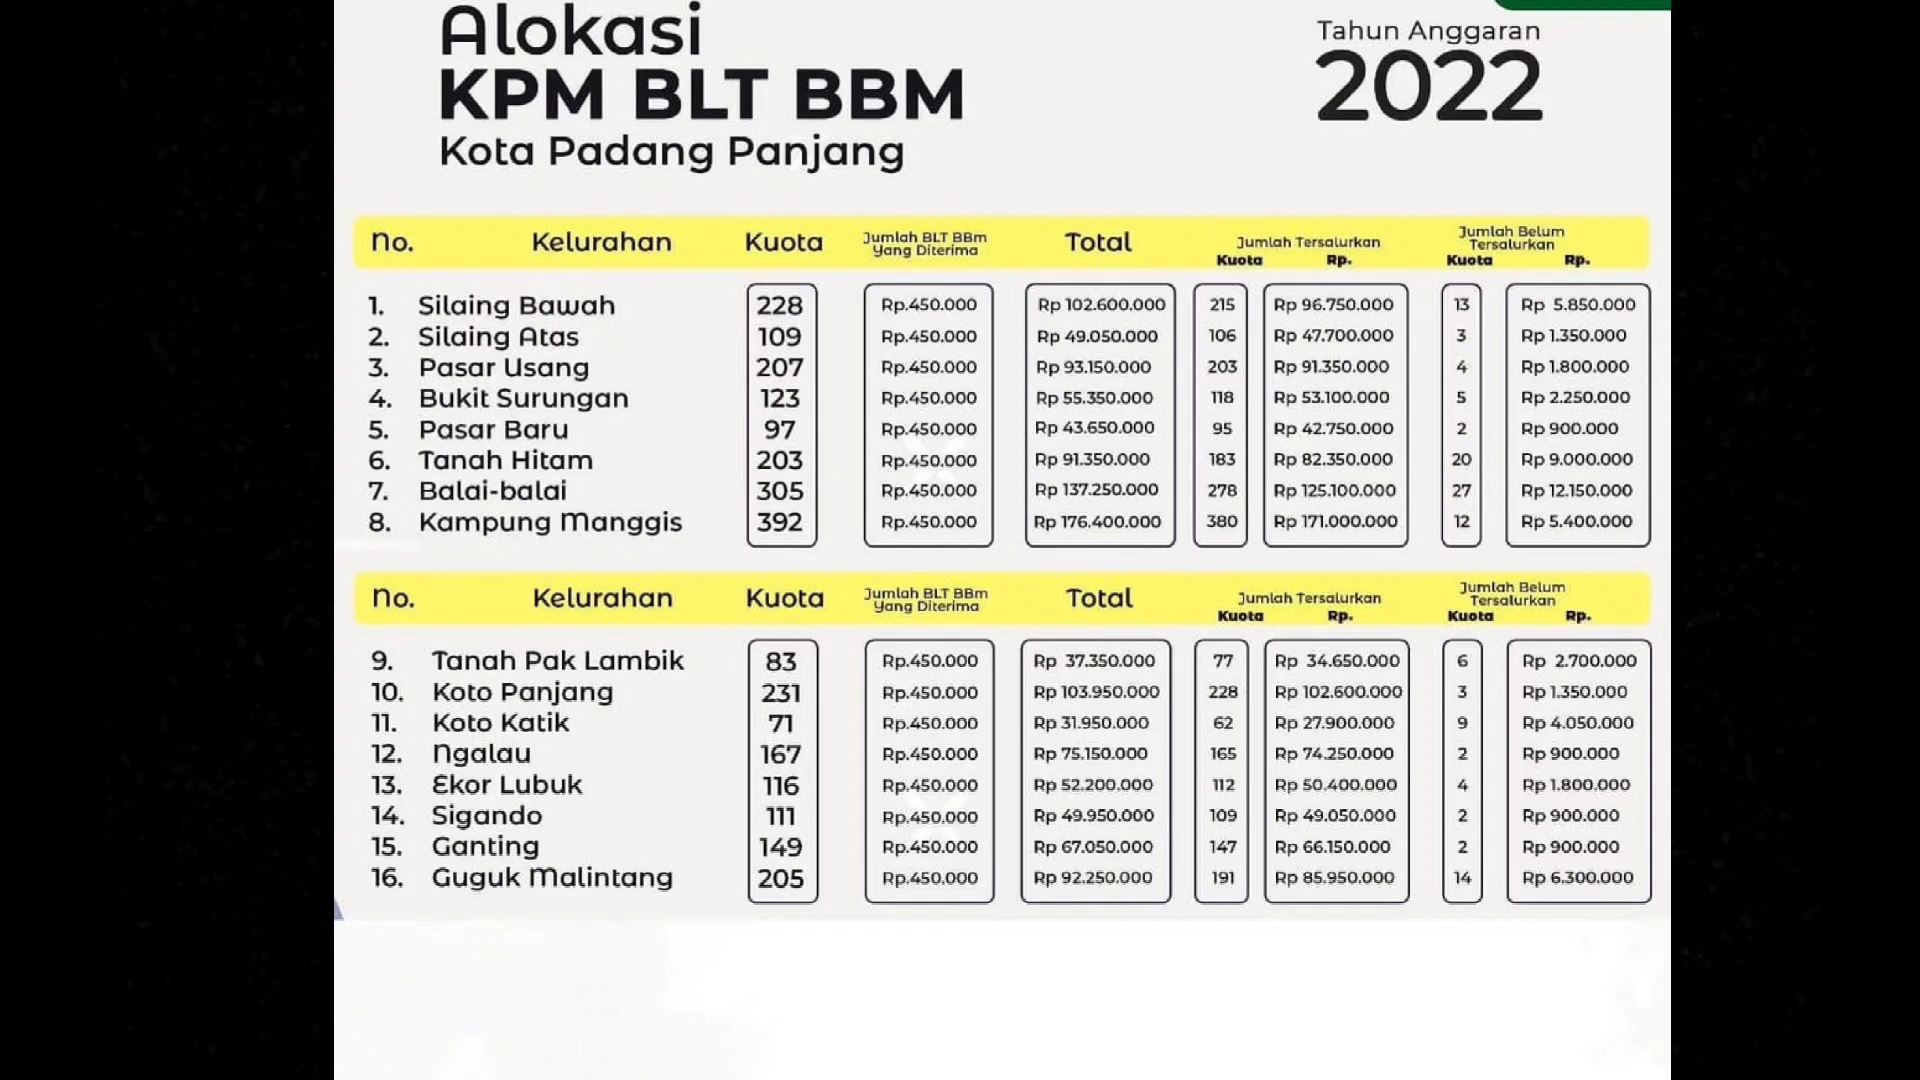 Alokasi
KPM BLT BBM
Kota Padang Panjang
Tahun Anggaran
2022
No. Kelurahan Kuota Jumlah BLT BBm Yang Diterima Total Jumlah Tersalurkan Kuota Rp. Jumlah Belum Tersalurkan Kuota Rp.
1. Silaing Bawah 228 Rp.450.000 Rp 102.600.000 215 Rp 96.750.000 13 Rp 5.850.000
2. Silaing Atas 109 Rp.450.000 Rp 49.050.000 106 Rp 47.700.000 3 Rp 1.350.000
3. Pasar Usang 207 Rp.450.000 Rp 93.150.000 203 Rp 91.350.000 4 Rp 1.800.000
4. Bukit Surungan 123 Rp.450.000 Rp 55.350.000 118 Rp 53.100.000 5 Rp 2.250.000
5. Pasar Baru 97 Rp.450.000 Rp 43.650.000 95 Rp 42.750.000 2 Rp 900.000
6. Tanah Hitam 203 Rp.450.000 Rp 91.350.000 183 Rp 82.350.000 20 Rp 9.000.000
7. Balai-balai 305 Rp.450.000 Rp 137.250.000 278 Rp 125.100.000 27 Rp 12.150.000
8. Kampung Manggis 392 Rp.450.000 Rp 176.400.000 380 Rp 171.000.000 12 Rp 5.400.000
No. Kelurahan Kuota Jumlah BLT BBm Yang Diterima Total Jumlah Tersalurkan Kuota Rp. Jumlah Belum Tersalurkan Kuota Rp.
9. Tanah Pak Lambik 83 Rp.450.000 Rp 37.350.000 77 Rp 34.650.000 6 Rp 2.700.000
10. Koto Panjang 231 Rp.450.000 Rp 103.950.000 228 Rp 102.600.000 3 Rp 1.350.000
11. Koto Katik 71 Rp.450.000 Rp 31.950.000 62 Rp 27.900.000 9 Rp 4.050.000
12. Ngalau 167 Rp.450.000 Rp 75.150.000 165 Rp 74.250.000 2 Rp 900.000
13. Ekor Lubuk 116 Rp.450.000 Rp 52.200.000 112 Rp 50.400.000 4 Rp 1.800.000
14. Sigando 111 Rp.450.000 Rp 49.950.000 109 Rp 49.050.000 2 Rp 900.000
15. Ganting 149 Rp.450.000 Rp 67.050.000 147 Rp 66.150.000 2 Rp 900.000
16. Guguk Malintang 205 Rp.450.000 Rp 92.250.000 191 Rp 85.950.000 14 Rp 6.300.000